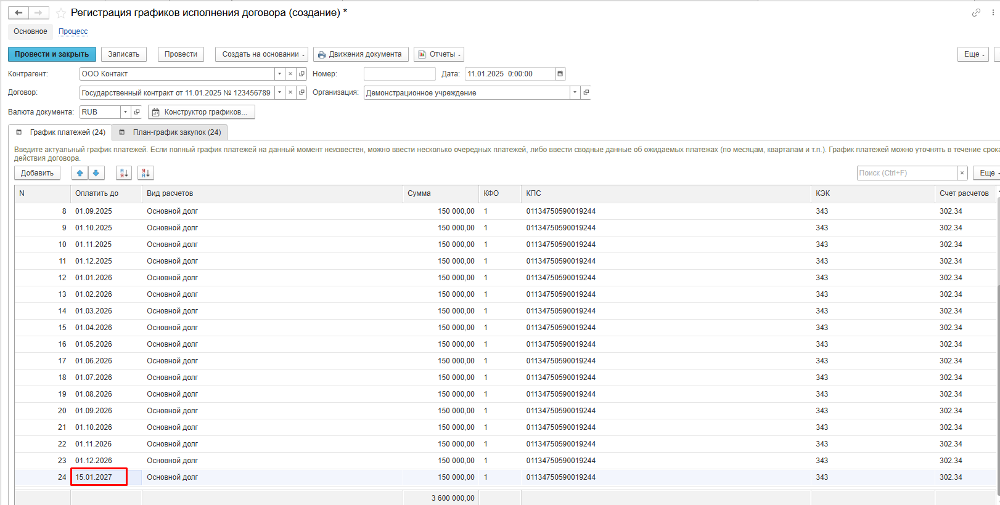 Регистрация графиков исполнения договора (создание) *
Основное Процесс
Провести и закрыть Записать Провести Создать на основании Движения документа Отчеты Еще
Контрагент: ООО Контакт Номер: Дата: 11.01.2025 0:00:00
Договор: Государственный контракт от 11.01.2025 № 123456789 Организация: Демонстрационное учреждение
Валюта документа: RUB Конструктор графиков...
График платежей (24) План-график закупок (24)
Введите актуальный график платежей. Если полный график платежей на данный момент неизвестен, можно ввести несколько очередных платежей, либо ввести сводные данные об ожидаемых платежах (по месяцам, кварталам и т.п.). График платежей можно уточнять в течение срока
действия договора.
Добавить Поиск (Ctrl+F) Еще
N Оплатить до Вид расчетов Сумма КФО КПС КЭК Счет расчетов
8 01.09.2025 Основной долг 150 000,00 1 01134750590019244 343 302.34
9 01.10.2025 Основной долг 150 000,00 1 01134750590019244 343 302.34
10 01.11.2025 Основной долг 150 000,00 1 01134750590019244 343 302.34
11 01.12.2025 Основной долг 150 000,00 1 01134750590019244 343 302.34
12 01.01.2026 Основной долг 150 000,00 1 01134750590019244 343 302.34
13 01.02.2026 Основной долг 150 000,00 1 01134750590019244 343 302.34
14 01.03.2026 Основной долг 150 000,00 1 01134750590019244 343 302.34
15 01.04.2026 Основной долг 150 000,00 1 01134750590019244 343 302.34
16 01.05.2026 Основной долг 150 000,00 1 01134750590019244 343 302.34
17 01.06.2026 Основной долг 150 000,00 1 01134750590019244 343 302.34
18 01.07.2026 Основной долг 150 000,00 1 01134750590019244 343 302.34
19 01.08.2026 Основной долг 150 000,00 1 01134750590019244 343 302.34
20 01.09.2026 Основной долг 150 000,00 1 01134750590019244 343 302.34
21 01.10.2026 Основной долг 150 000,00 1 01134750590019244 343 302.34
22 01.11.2026 Основной долг 150 000,00 1 01134750590019244 343 302.34
23 01.12.2026 Основной долг 150 000,00 1 01134750590019244 343 302.34
24 15.01.2027 Основной долг 150 000,00 1 01134750590019244 343 302.34
3 600 000,00